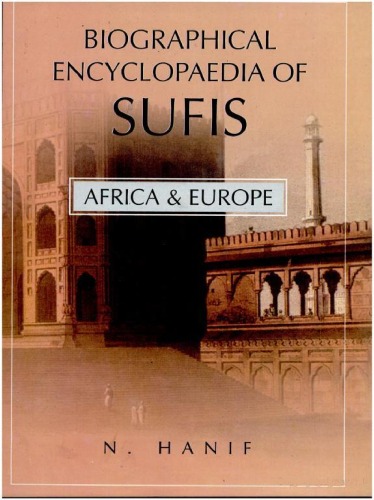 BIOGRAPHICAL
ENCYCLOPAEDIA OF
SUFIS
AFRICA & EUROPE
N. HANIF